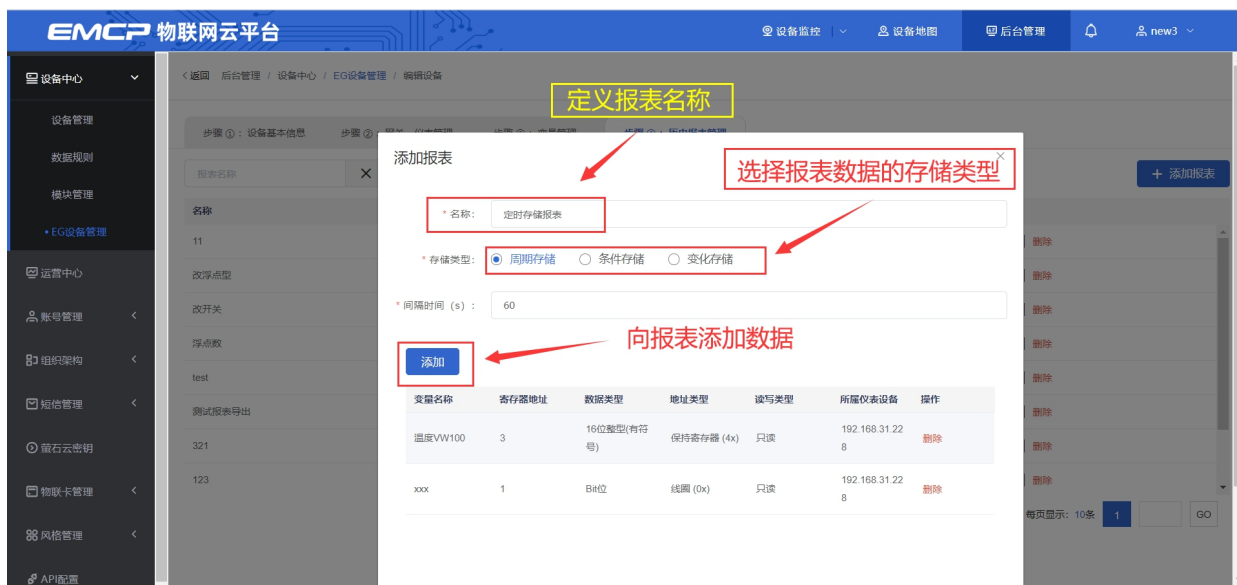 EMCP 物联网云平台
设备监控
设备地图
后台管理
new3
设备中心
设备管理
数据规则
模块管理
•EG设备管理
运营中心
账号管理
组织架构
短信管理
萤石云密钥
物联卡管理
风格管理
API配置
<返回 后台管理 / 设备中心 / EG设备管理 / 编辑设备
定义报表名称
步骤①：设备基本信息
步骤②：
报表名称
+ 添加报表
名称
11
改浮点型
改开关
浮点数
test
测试报表导出
321
123
删除
删除
删除
删除
删除
删除
删除
删除
每页显示：10条 1 GO
添加报表
选择报表数据的存储类型
* 名称： 定时存储报表
* 存储类型： 周期存储 条件存储 变化存储
* 间隔时间（s）： 60
向报表添加数据
添加
变量名称 寄存器地址 数据类型 地址类型 读写类型 所属仪表设备 操作
温度VW100 3 16位整型(有符号) 保持寄存器 (4x) 只读 192.168.31.228 删除
xxx 1 Bit位 线圈 (0x) 只读 192.168.31.228 删除